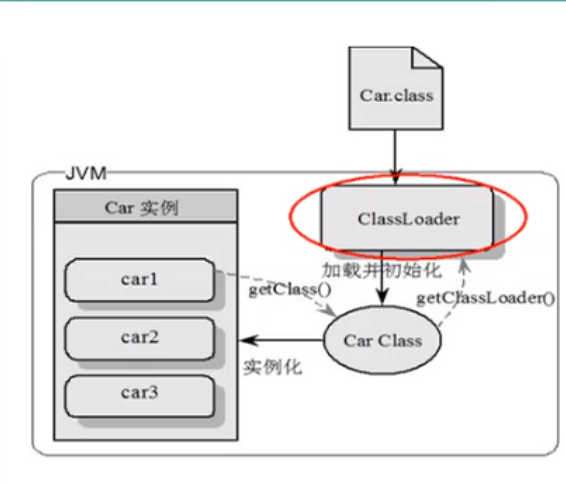 Car.class
JVM
Car 实例
ClassLoader
加载并初始化
car1
getClass()
getClassLoader()
car2
Car Class
实例化
car3